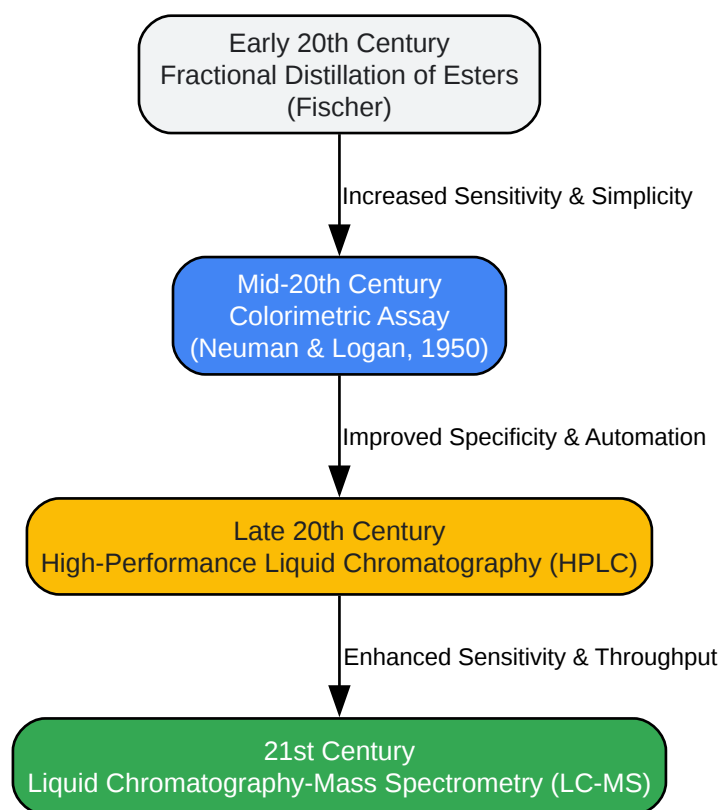 Early 20th Century
Fractional Distillation of Esters
(Fischer)
Increased Sensitivity & Simplicity
Mid-20th Century
Colorimetric Assay
(Neuman & Logan, 1950)
Improved Specificity & Automation
Late 20th Century
High-Performance Liquid Chromatography (HPLC)
Enhanced Sensitivity & Throughput
21st Century
Liquid Chromatography-Mass Spectrometry (LC-MS)